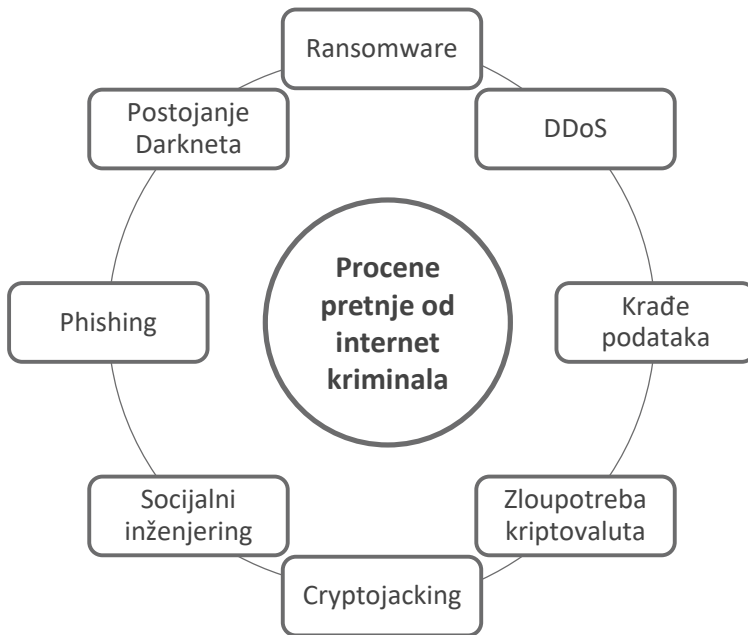 Ransomware
DDoS
Krađe
podataka
Zloupotreba
kriptovaluta
Cryptojacking
Socijalni
inženjering
Phishing
Postojanje
Darkneta
Procene
pretnje od
internet
kriminala